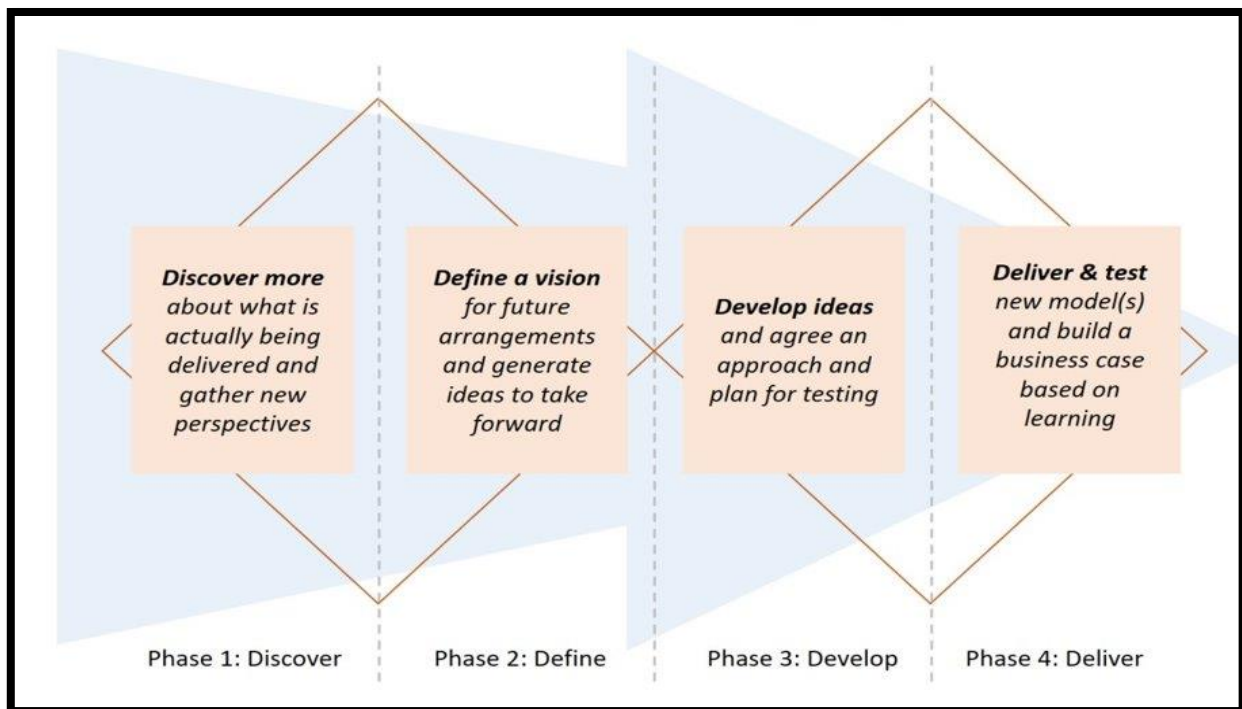 Discover more
about what is
actually being
delivered and
gather new
perspectives
Define a vision
for future
arrangements
and generate
ideas to take
forward
Develop ideas
and agree an
approach and
plan for testing
Deliver & test
new model(s)
and build a
business case
based on
learning
Phase 1: Discover
Phase 2: Define
Phase 3: Develop
Phase 4: Deliver